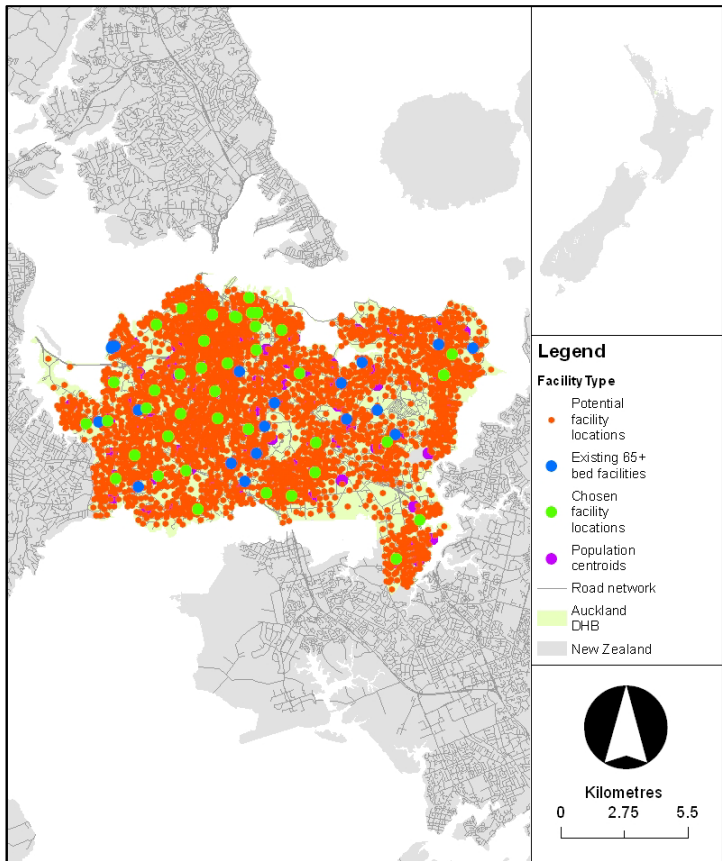 Legend
Facility Type
Potential
facility
locations
Existing 65+
bed facilities
Chosen
facility
locations
Population
centroids
Road network
Auckland
DHB
New Zealand
Kilometres
0 2.75 5.5